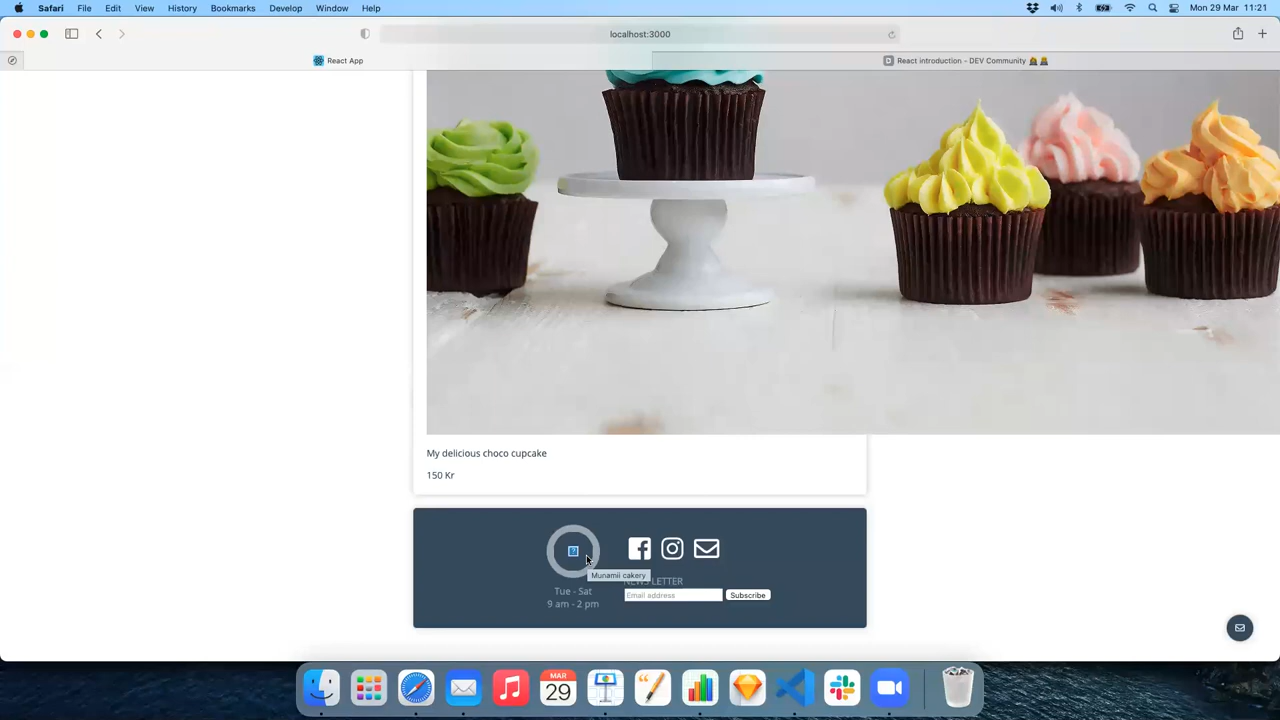 Safari File Edit View History Bookmarks Develop Window Help Mon 29 Mar 11:21
localhost:3000
React App
React introduction - DEV Community
My delicious choco cupcake
150 Kr
Munamii cakery
NEWS LETTER
Tue - Sat
9 am - 2 pm
Email address
Subscribe
MAR
29